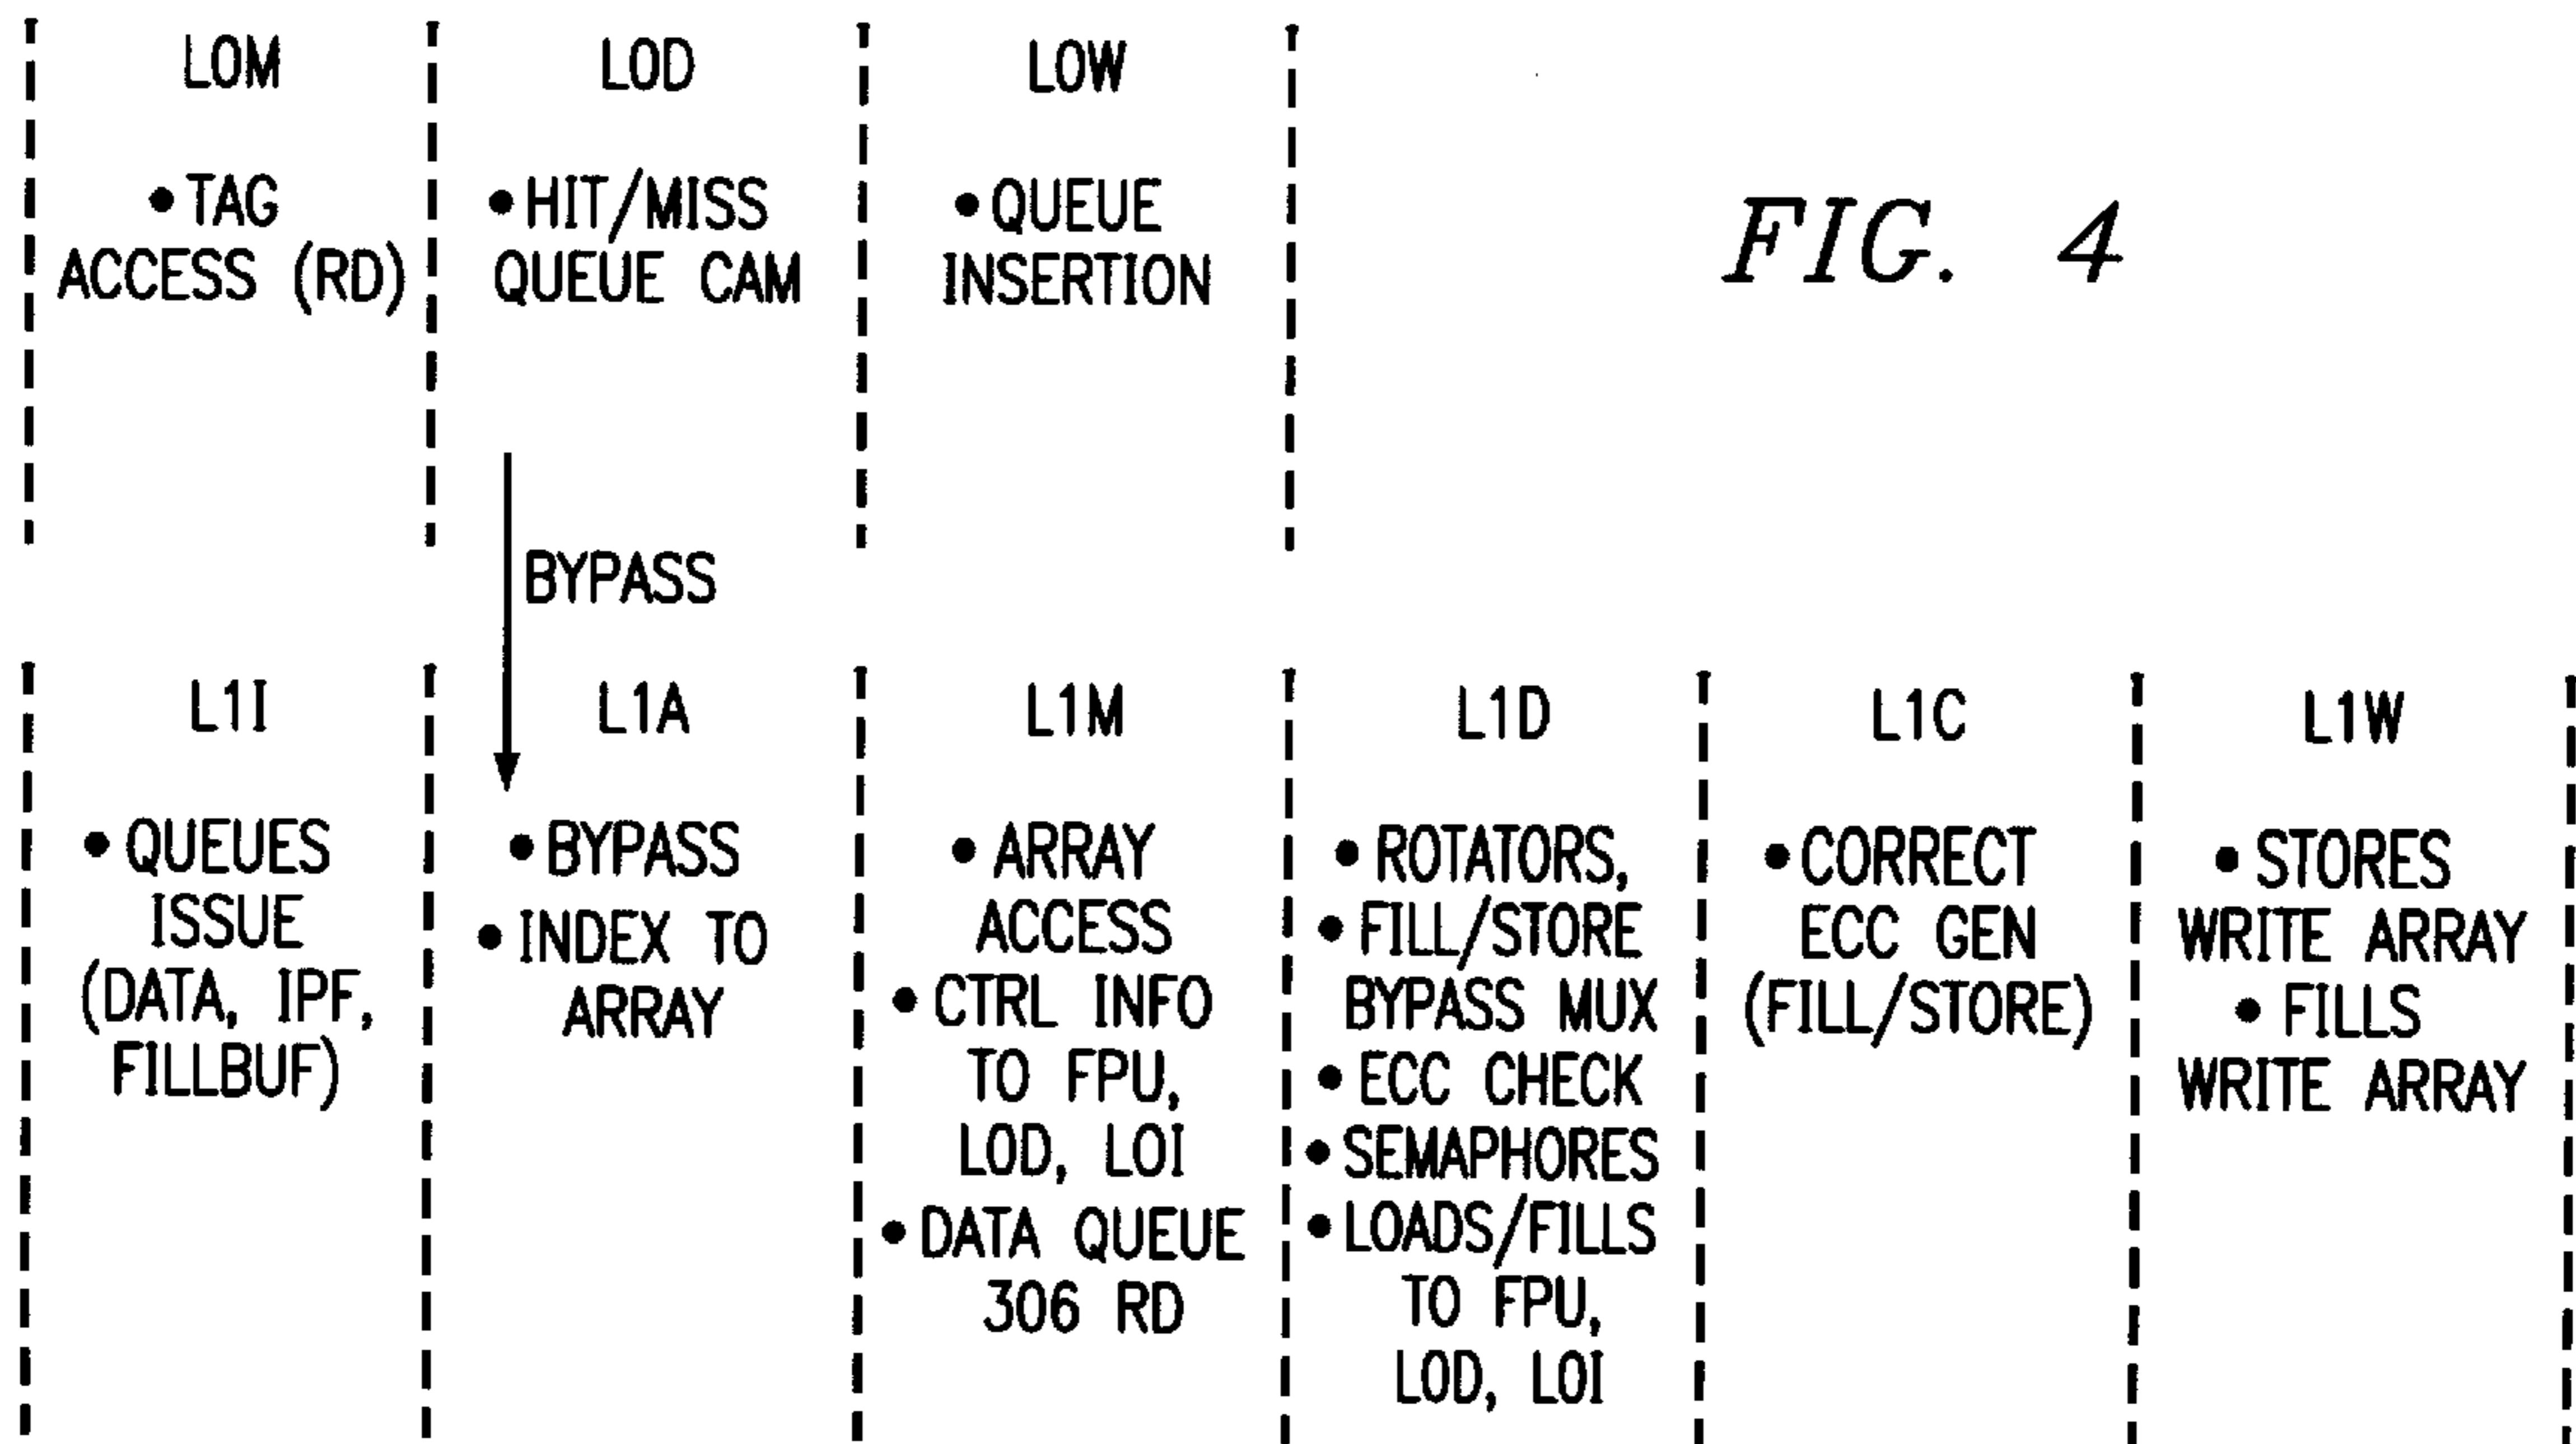 L0M
• TAG
ACCESS (RD)
L0D
• HIT/MISS
QUEUE CAM
L0W
• QUEUE
INSERTION
FIG. 4
BYPASS
L1I
• QUEUES
ISSUE
(DATA, IPF,
FILLBUF)
L1A
• BYPASS
• INDEX TO
ARRAY
L1M
• ARRAY
ACCESS
• CTRL INFO
TO FPU,
L0D, L0I
• DATA QUEUE
306 RD
L1D
• ROTATORS,
• FILL/STORE
BYPASS MUX
• ECC CHECK
• SEMAPHORES
• LOADS/FILLS
TO FPU,
L0D, L0I
L1C
• CORRECT
ECC GEN
(FILL/STORE)
L1W
• STORES
WRITE ARRAY
• FILLS
WRITE ARRAY